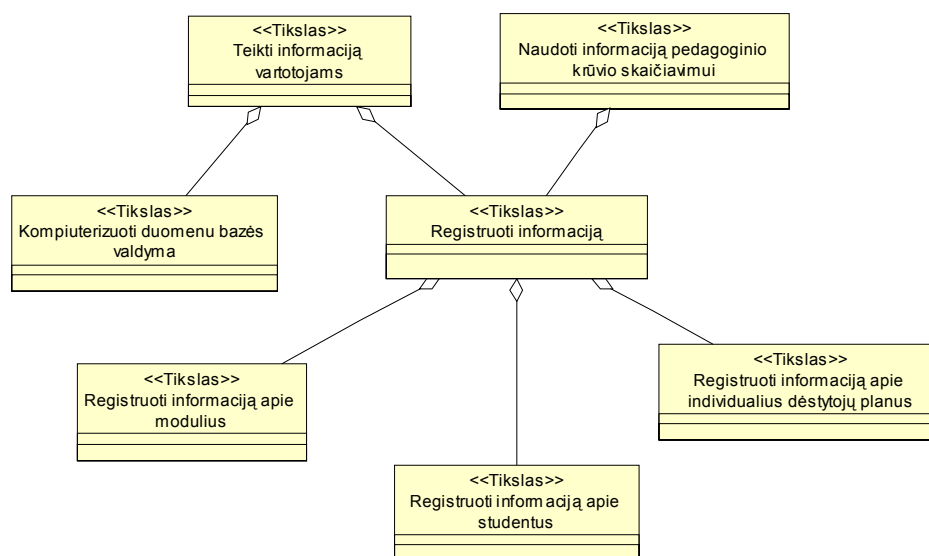 <<Tikslas>>
Teikti informaciją
vartotojams
<<Tikslas>>
Naudoti informaciją pedagoginio
krūvio skaičiavimui
<<Tikslas>>
Kompiuterizuoti duomenu bazės
valdyma
<<Tikslas>>
Registruoti informaciją
<<Tikslas>>
Registruoti informaciją apie
modulius
<<Tikslas>>
Registruoti informaciją apie
individualius dėstytojų planus
<<Tikslas>>
Registruoti informaciją apie
studentus